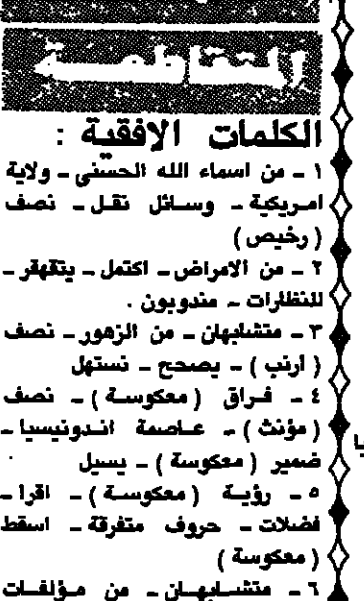 المتقاطعة
الكلمات الافقية :
١ - من اسماء الله الحسنى - ولاية
امريكية - وسائل نقل - نصف
( رخيص )
٢ - من الامراض - اكتمل - يتقهقر -
للنظارات - مندوبون .
٣ - متشابهان - من الزهور - نصف
( أرنب ) - يصحح - نستهل
٤ - فراق ( معكوسة ) - نصف
( مؤنث ) - عاصمة اندونيسيا -
ضمير ( معكوسة ) - يسيل
٥ - رؤية ( معكوسة ) - اقرا -
فضلات - حروف متفرقة - اسقط
( معكوسة )
٦ - متشابهان - من مؤلفات